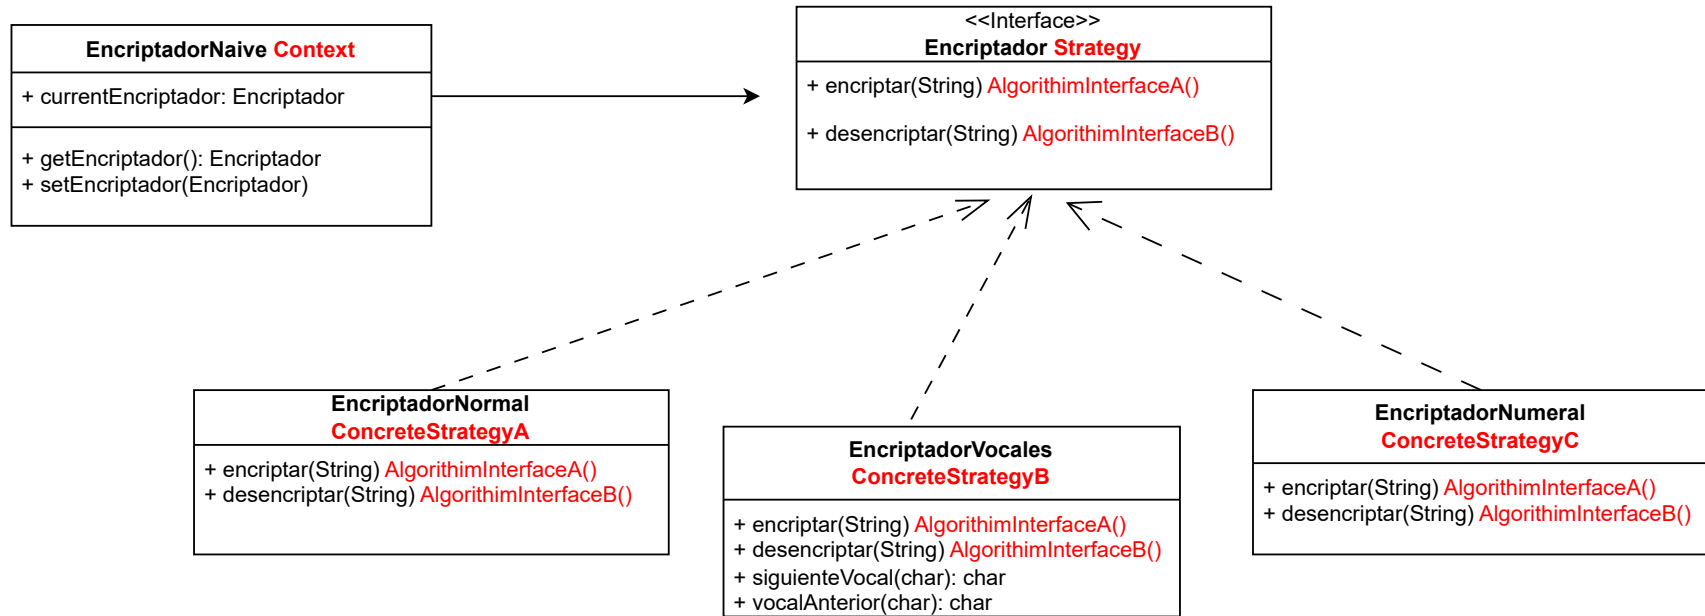 EncriptadorNaive Context
+ currentEncriptador: Encriptador
+ getEncriptador(): Encriptador
+ setEncriptador(Encriptador)
<<Interface>>
Encriptador Strategy
+ encriptar(String) AlgorithimInterfaceA()
+ desencriptar(String) AlgorithimInterfaceB()
EncriptadorNormal
ConcreteStrategyA
+ encriptar(String) AlgorithimInterfaceA()
+ desencriptar(String) AlgorithimInterfaceB()
EncriptadorVocales
ConcreteStrategyB
+ encriptar(String) AlgorithimInterfaceA()
+ desencriptar(String) AlgorithimInterfaceB()
+ siguienteVocal(char): char
+ vocalAnterior(char): char
EncriptadorNumeral
ConcreteStrategyC
+ encriptar(String) AlgorithimInterfaceA()
+ desencriptar(String) AlgorithimInterfaceB()